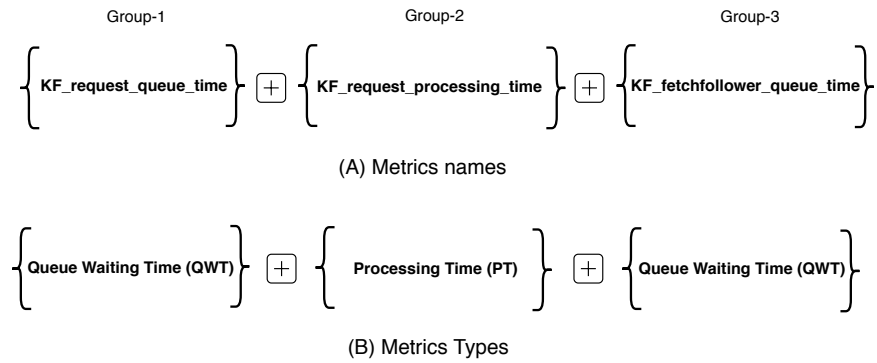 Group-1 Group-2 Group-3
{ KF_request_queue_time } + { KF_request_processing_time } + { KF_fetchfollower_queue_time }
(A) Metrics names
{ Queue Waiting Time (QWT) } + { Processing Time (PT) } + { Queue Waiting Time (QWT) }
(B) Metrics Types